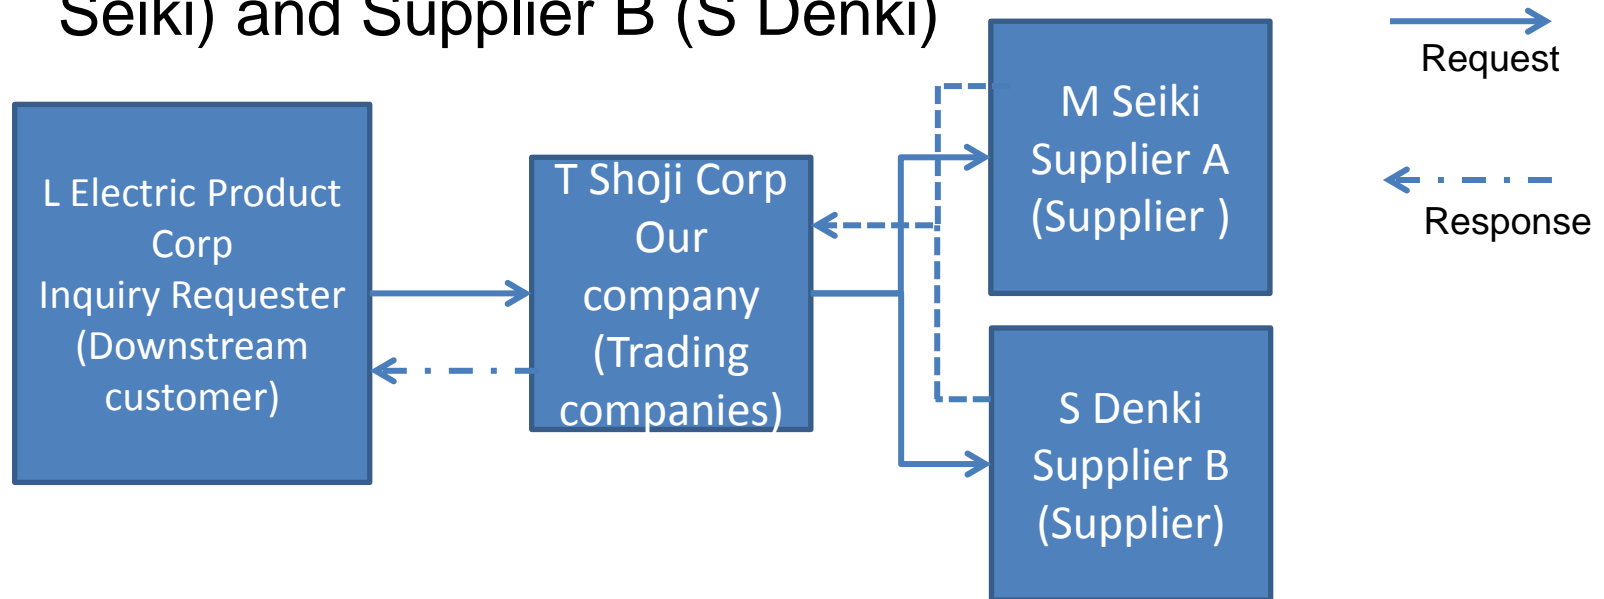 Seiki) and Supplier B (S Denki)
Request
Response
L Electric Product
Corp
Inquiry Requester
(Downstream
customer)
T Shoji Corp
Our
company
(Trading
companies)
M Seiki
Supplier A
(Supplier )
S Denki
Supplier B
(Supplier)